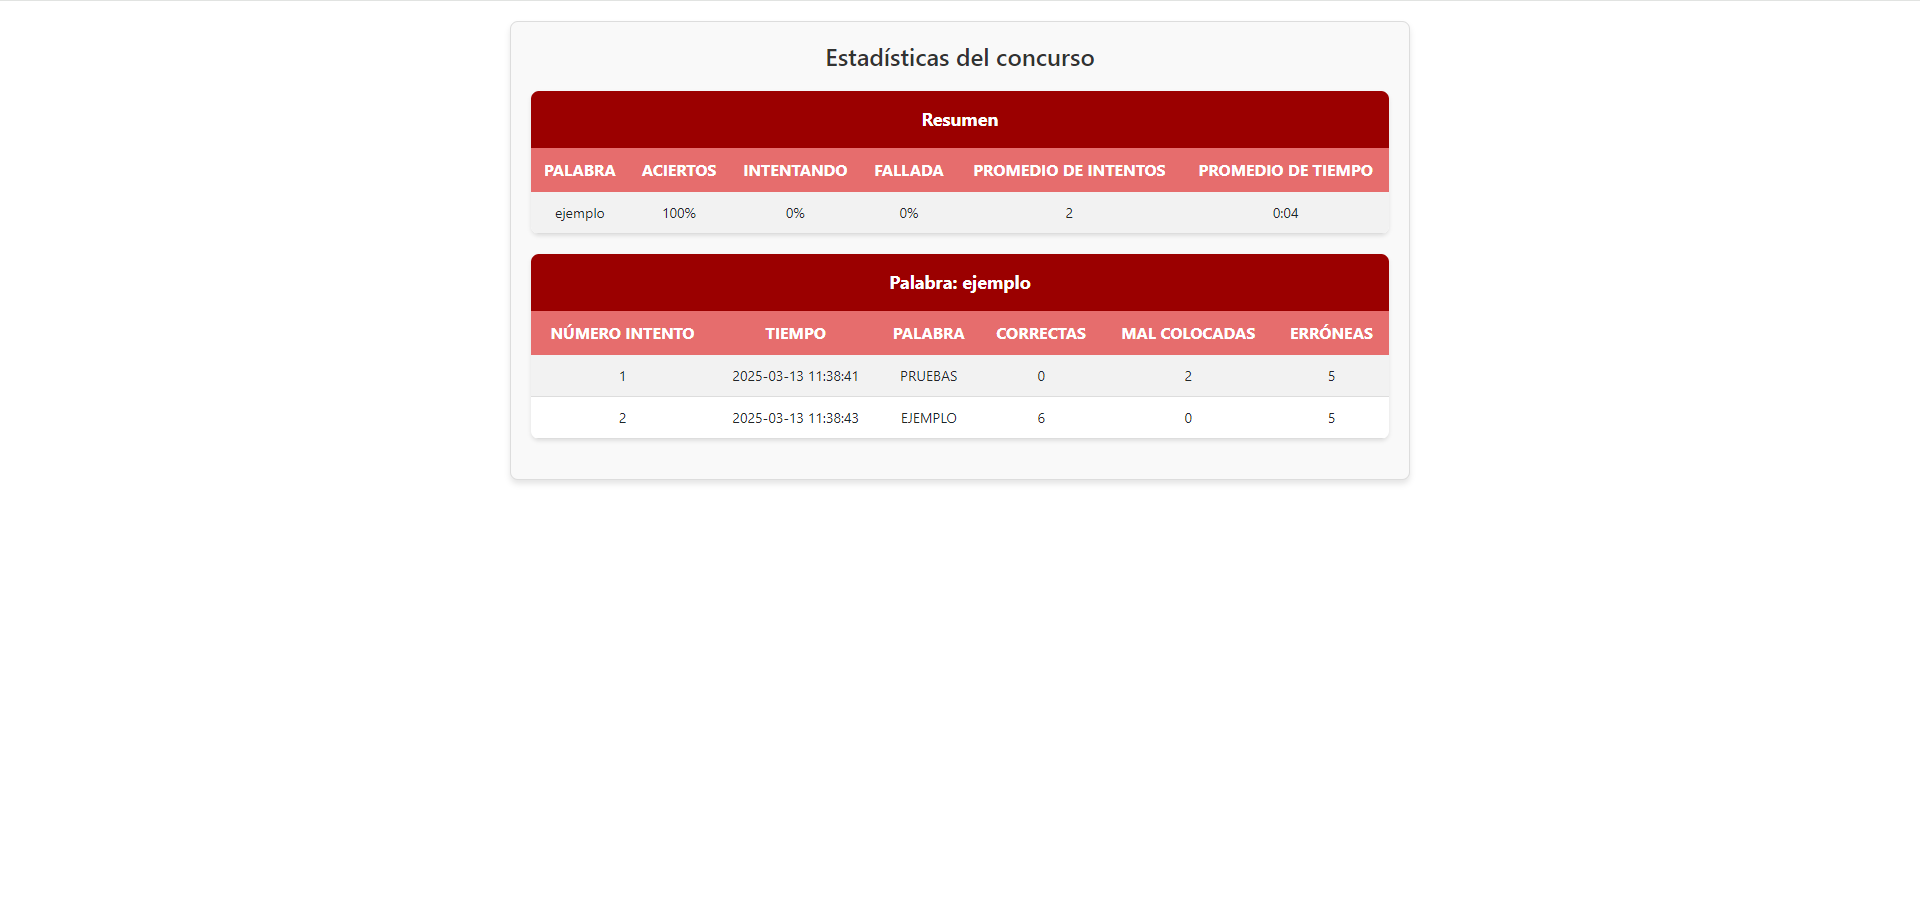 Estadísticas del concurso
Resumen
PALABRA ACIERTOS INTENTANDO FALLADA PROMEDIO DE INTENTOS PROMEDIO DE TIEMPO
ejemplo 100% 0% 0% 2 0:04
Palabra: ejemplo
NÚMERO INTENTO TIEMPO PALABRA CORRECTAS MAL COLOCADAS ERRÓNEAS
1 2025-03-13 11:38:41 PRUEBAS 0 2 5
2 2025-03-13 11:38:43 EJEMPLO 6 0 5